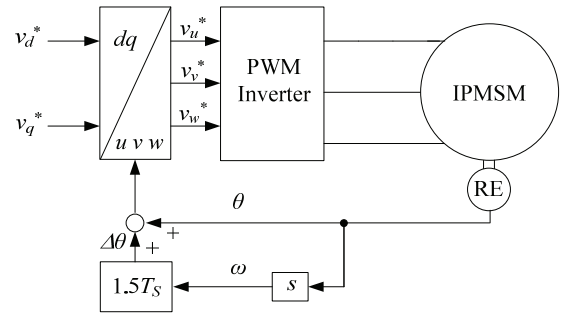 v_d* dq v_u* PWM Inverter IPMSM
v_v*
v_q* u v w v_w*
RE
θ
Δθ + +
1.5T_S ω s